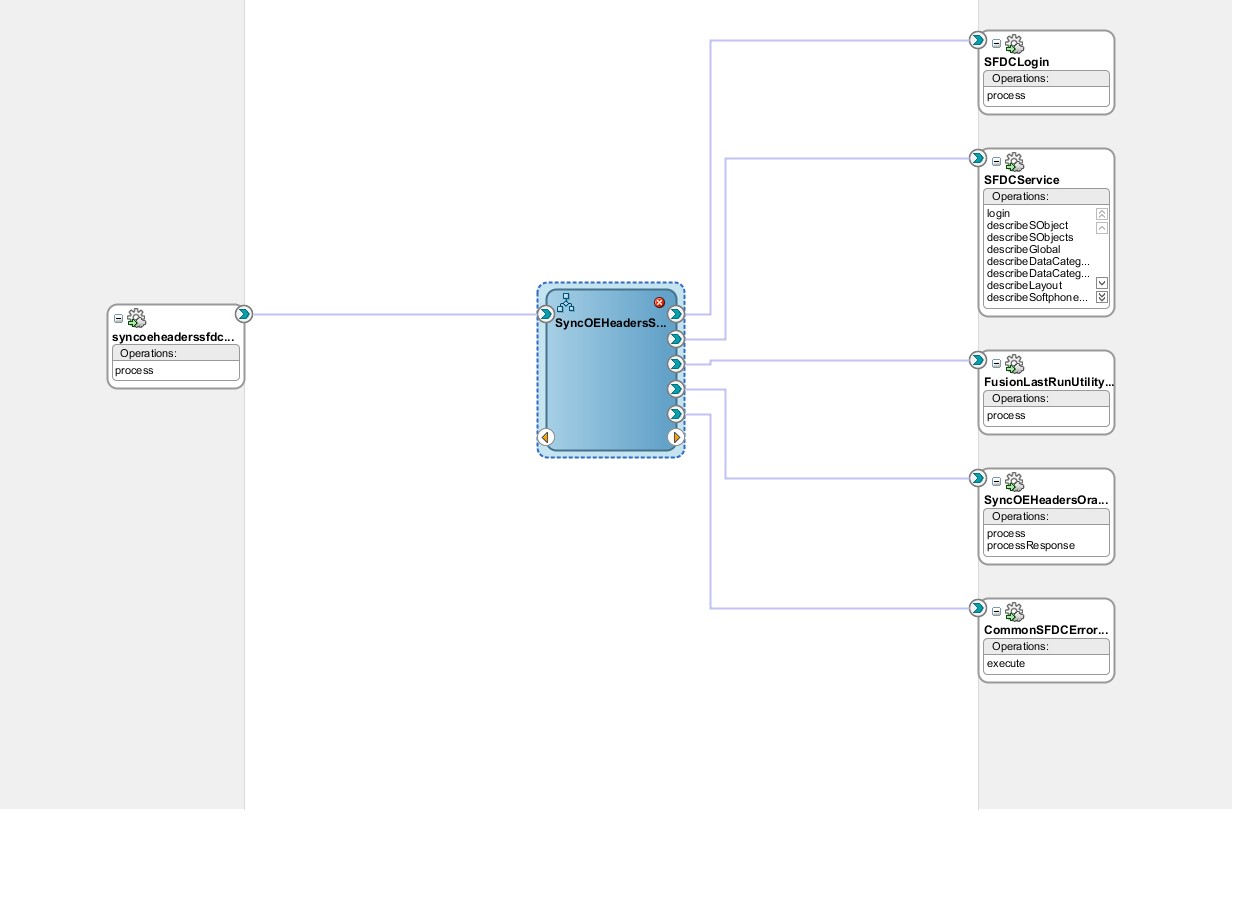 syncoeheaderssfdc...
Operations:
process
SyncOEHeadersS...
SFDCLogin
Operations:
process
SFDCService
Operations:
login
describeSObject
describeSObjects
describeGlobal
describeDataCateg...
describeDataCateg...
describeLayout
describeSoftphone...
FusionLastRunUtility...
Operations:
process
SyncOEHeadersOra...
Operations:
process
processResponse
CommonSFDCError...
Operations:
execute